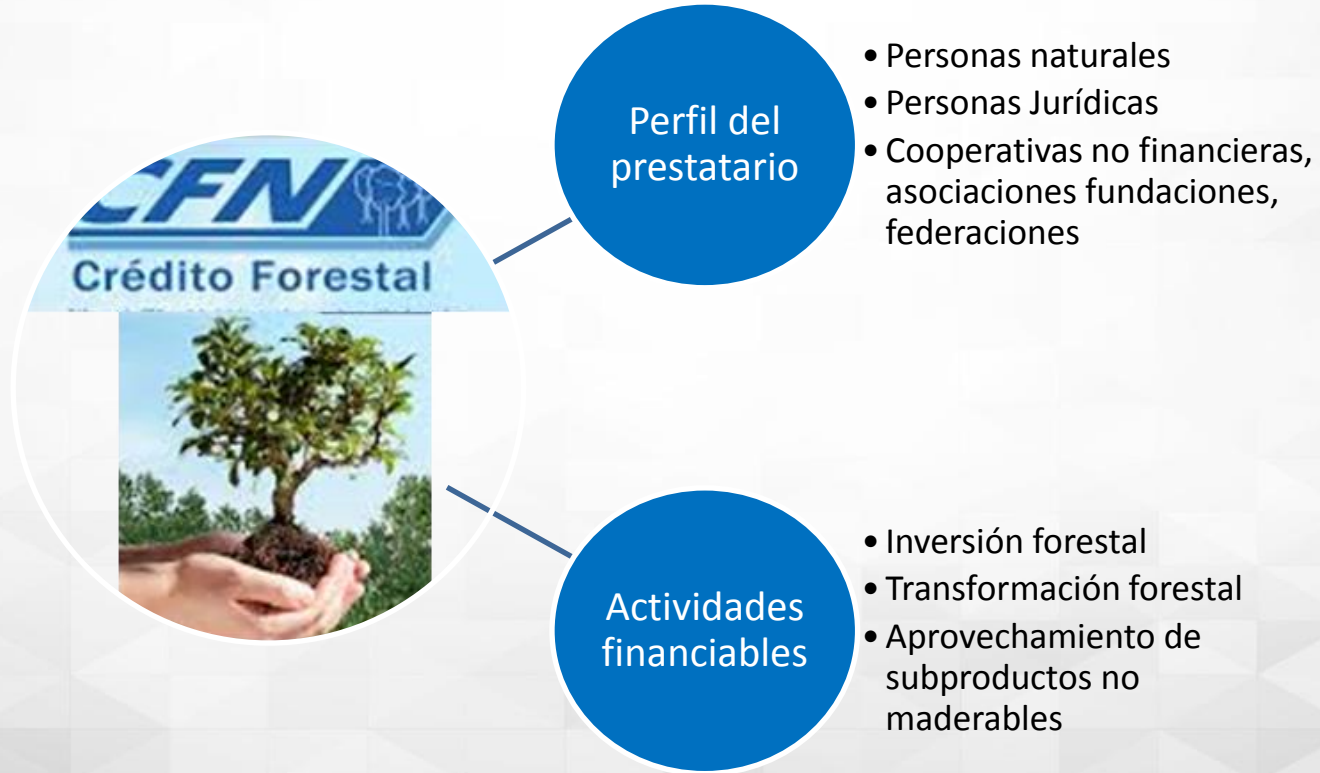 CFN
Crédito Forestal
Perfil del
prestatario
• Personas naturales
• Personas Jurídicas
• Cooperativas no financieras,
asociaciones fundaciones,
federaciones
Actividades
financiables
• Inversión forestal
• Transformación forestal
• Aprovechamiento de
subproductos no
maderables